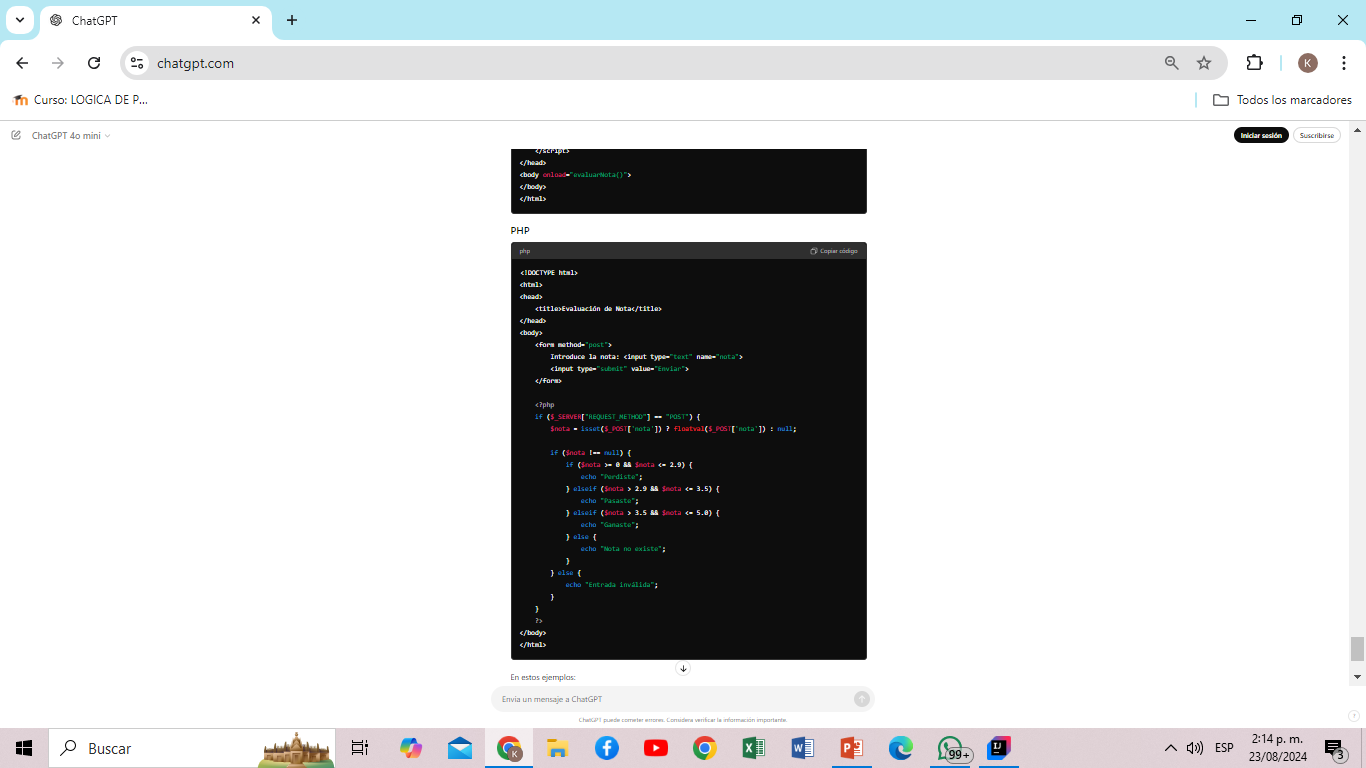 ChatGPT
chatgpt.com
K
Curso: LOGICA DE P...
Todos los marcadores
ChatGPT 4o mini
Iniciar sesión
Suscribirse
</script>
</head>
<body onload="evaluarNota()">
</body>
</html>
PHP
php
Copiar código
<!DOCTYPE html>
<html>
<head>
    <title>Evaluación de Nota</title>
</head>
<body>
    <form method="post">
        Introduce la nota: <input type="text" name="nota">
        <input type="submit" value="Enviar">
    </form>
    <?php
    if ($_SERVER["REQUEST_METHOD"] == "POST") {
        $nota = isset($_POST['nota']) ? floatval($_POST['nota']) : null;
        if ($nota !== null) {
            if ($nota >= 0 && $nota <= 2.9) {
                echo "Perdiste";
            } elseif ($nota > 2.9 && $nota <= 3.5) {
                echo "Pasaste";
            } elseif ($nota > 3.5 && $nota <= 5.0) {
                echo "Ganaste";
            } else {
                echo "Nota no existe";
            }
        } else {
            echo "Entrada inválida";
        }
    }
    ?>
</body>
</html>
En estos ejemplos:
Envía un mensaje a ChatGPT
ChatGPT puede cometer errores. Considera verificar la información importante.
?
Buscar
K
99+
ESP
2:14 p. m.
23/08/2024
3